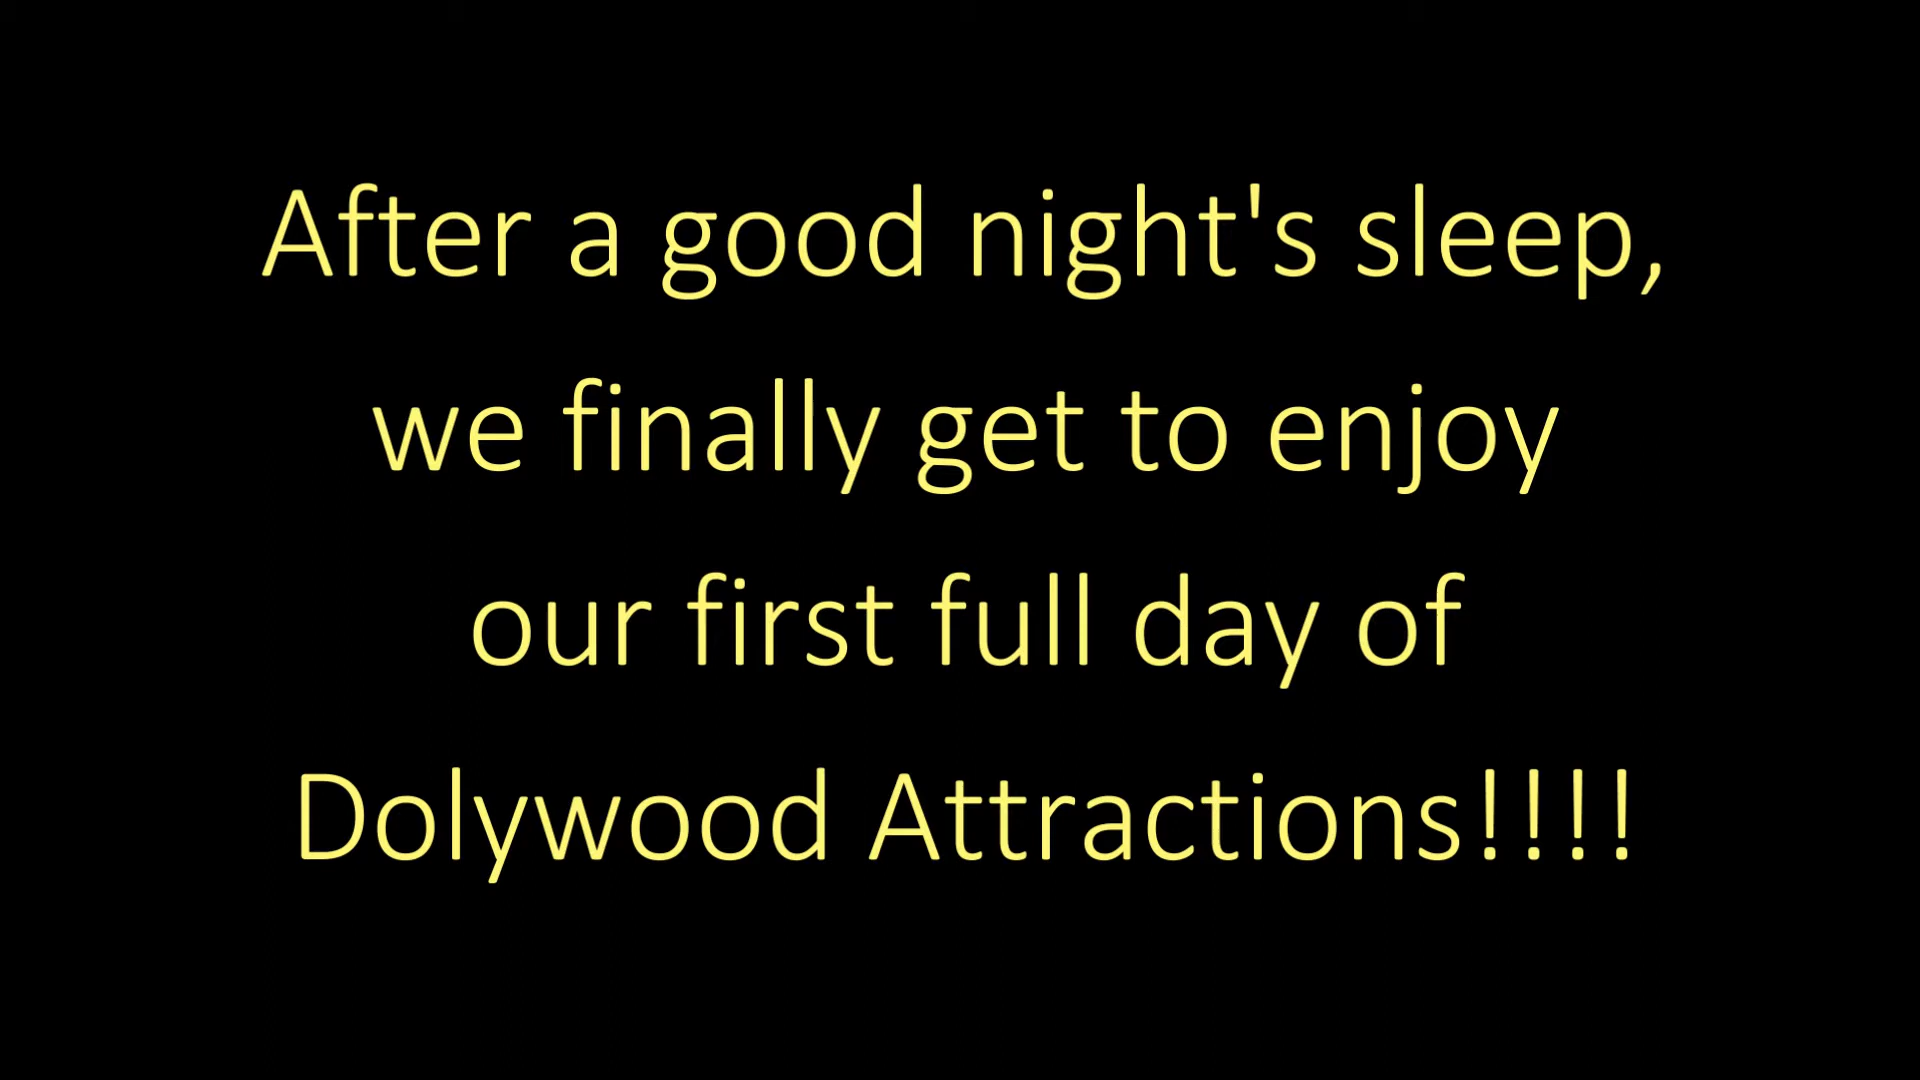 After a good night's sleep,
we finally get to enjoy
our first full day of
Dolywood Attractions!!!!